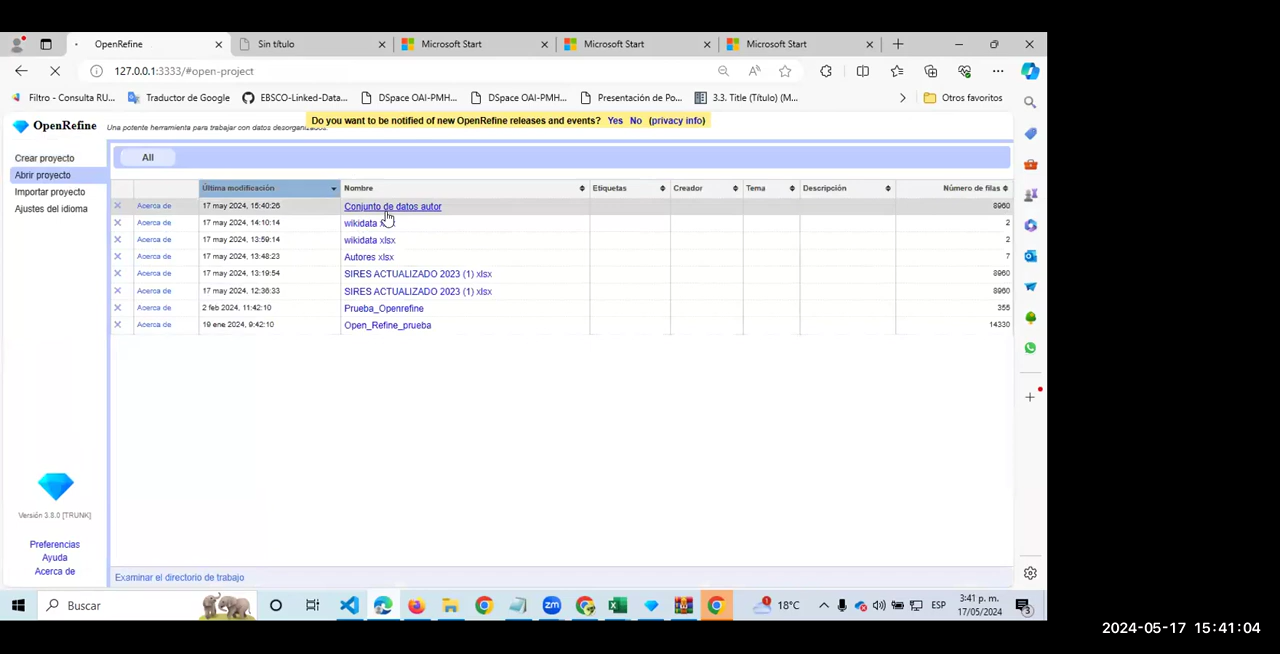 OpenRefine
Sin título
Microsoft Start
Microsoft Start
Microsoft Start
127.0.0.1:3333/#open-project
Filtro - Consulta RU...
Traductor de Google
EBSCO-Linked-Data...
DSpace OAI-PMH...
DSpace OAI-PMH...
Presentación de Po...
3.3. Title (Título) (M...
Otros favoritos
OpenRefine
Una potente herramienta para trabajar con datos desorganizados.
Do you want to be notified of new OpenRefine releases and events? Yes No (privacy info)
Crear proyecto
Abrir proyecto
Importar proyecto
Ajustes del idioma
All
Última modificación Nombre Etiquetas Creador Tema Descripción Número de filas
Acerca de 17 may 2024, 15:40:26 Conjunto de datos autor 8960
Acerca de 17 may 2024, 14:10:14 wikidata 2
Acerca de 17 may 2024, 13:59:14 wikidata xlsx 2
Acerca de 17 may 2024, 13:48:23 Autores xlsx 7
Acerca de 17 may 2024, 13:19:54 SIRES ACTUALIZADO 2023 (1) xlsx 8960
Acerca de 17 may 2024, 12:36:33 SIRES ACTUALIZADO 2023 (1) xlsx 8960
Acerca de 2 feb 2024, 11:42:10 Prueba_Openrefine 355
Acerca de 19 ene 2024, 9:42:10 Open_Refine_prueba 14330
Versión 3.8.0 [TRUNK]
Preferencias
Ayuda
Acerca de
Examinar el directorio de trabajo
Buscar
zm
18°C
ESP
3:41 p. m.
17/05/2024
3
2024-05-17 15:41:04